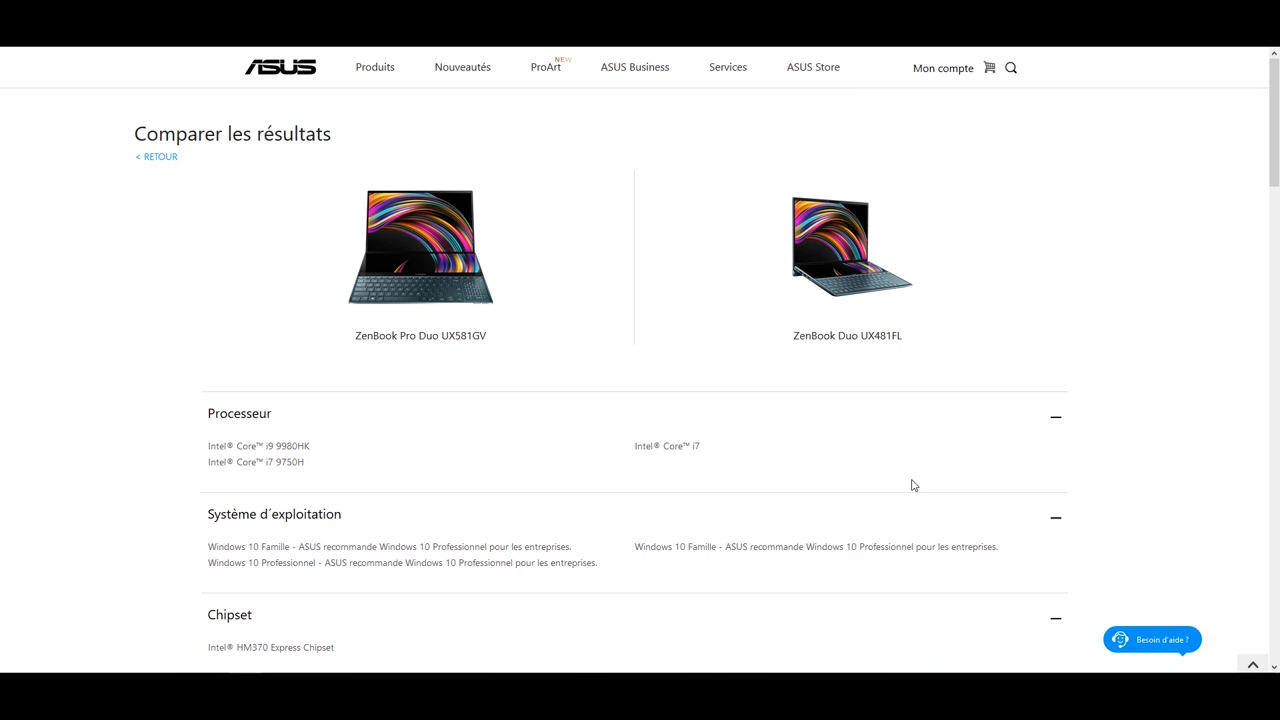 ASUS
Produits
Nouveautés
ProArt
NEW
ASUS Business
Services
ASUS Store
Mon compte
Comparer les résultats
< RETOUR
ZenBook Pro Duo UX581GV
ZenBook Duo UX481FL
Processeur
Intel® Core™ i9 9980HK
Intel® Core™ i7 9750H
Intel® Core™ i7
Système d´exploitation
Windows 10 Famille - ASUS recommande Windows 10 Professionnel pour les entreprises.
Windows 10 Professionnel - ASUS recommande Windows 10 Professionel pour les entreprises.
Windows 10 Famille - ASUS recommande Windows 10 Professionel pour les entreprises.
Chipset
Intel® HM370 Express Chipset
Besoin d'aide ?